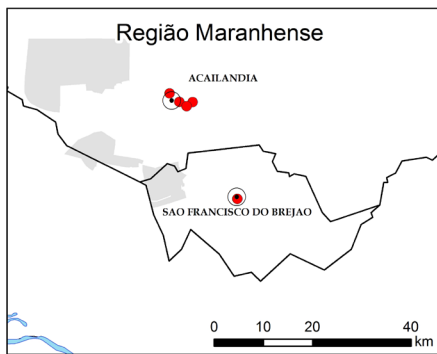 Região Maranhense
ACAILANDIA
SAO FRANCISCO DO BREJAO
0 10 20 40
km